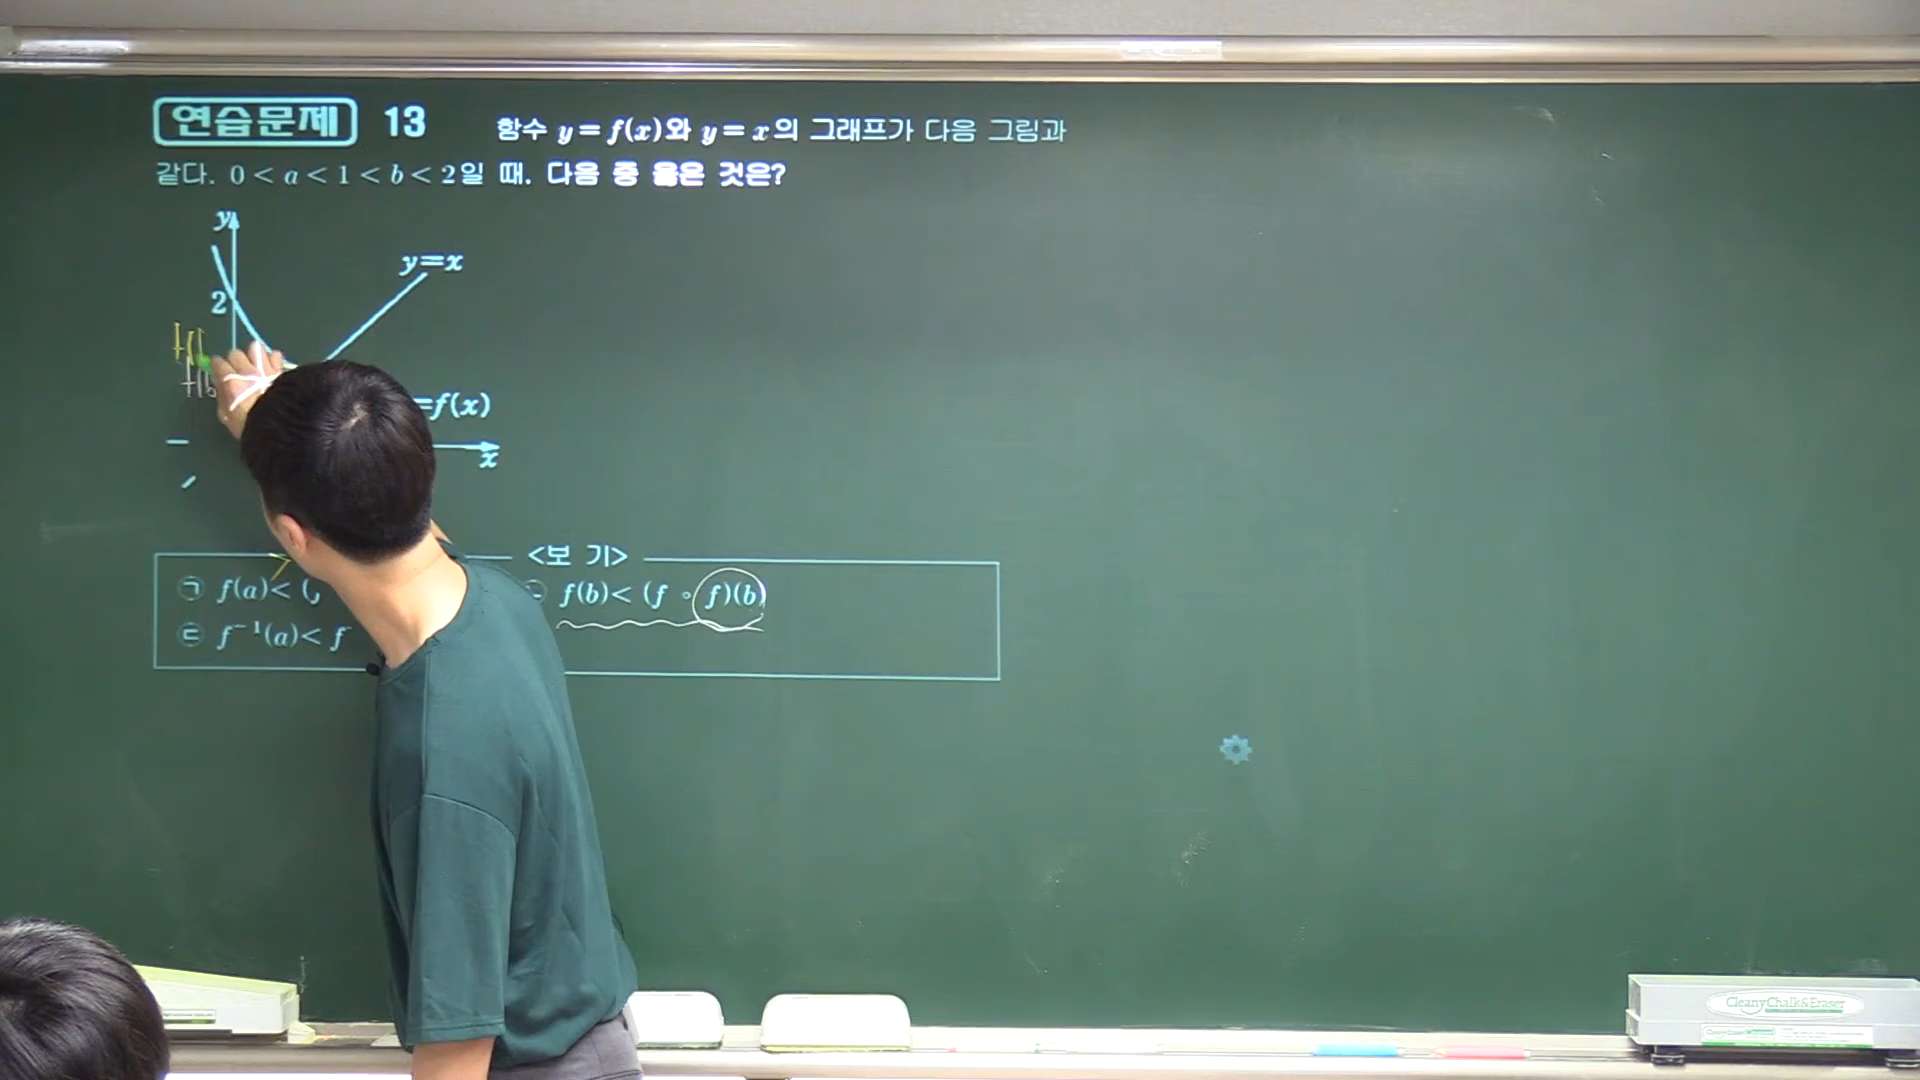 연습문제 13 함수 y=f(x)와 y=x의 그래프가 다음 그림과
같다. 0<a<1<b<2일 때. 다음 중 옳은 것은?
y
y=x
2
=f(x)
x
<보 기>
㉠ f(a)< ( f(b)< (f ∘ f)(b)
㉢ f⁻¹(a)< f
CleanyChalk&Eraser